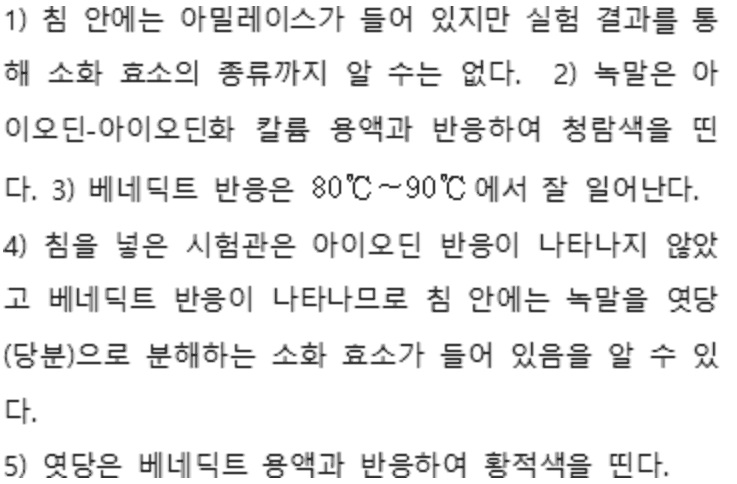 1) 침 안에는 아밀레이스가 들어 있지만 실험 결과를 통
해 소화 효소의 종류까지 알 수는 없다. 2) 녹말은 아
이오딘-아이오딘화 칼륨 용액과 반응하여 청람색을 띤
다. 3) 베네딕트 반응은 80℃～90℃에서 잘 일어난다.
4) 침을 넣은 시험관은 아이오딘 반응이 나타나지 않았
고 베네딕트 반응이 나타나므로 침 안에는 녹말을 엿당
(당분)으로 분해하는 소화 효소가 들어 있음을 알 수 있
다.
5) 엿당은 베네딕트 용액과 반응하여 황적색을 띤다.